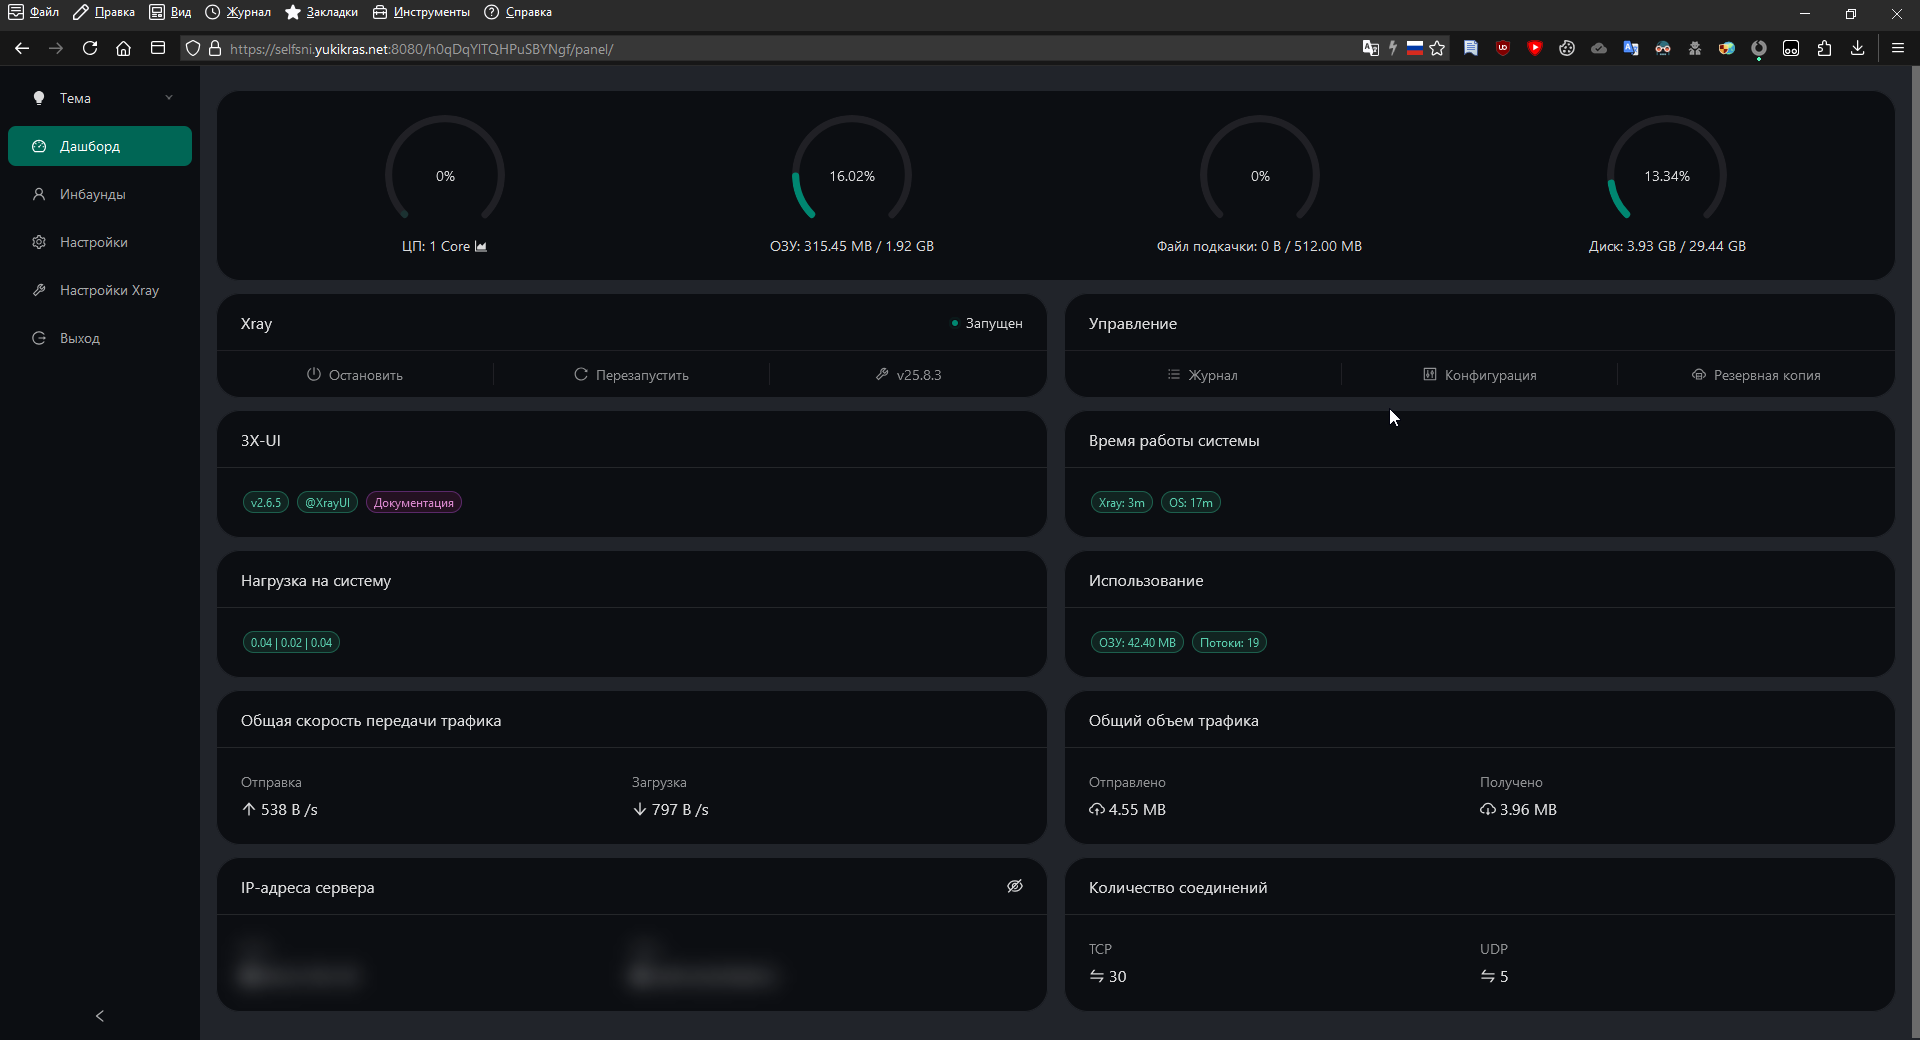 Файл Правка Вид Журнал Закладки Инструменты Справка
https://selfsni.yukikras.net:8080/h0qDqYITQHPuSBYNgf/panel/
Тема
Дашборд
Инбаунды
Настройки
Настройки Xray
Выход
0% 16.02% 0% 13.34%
ЦП: 1 Core ОЗУ: 315.45 MB / 1.92 GB Файл подкачки: 0 B / 512.00 MB Диск: 3.93 GB / 29.44 GB
Xray Запущен
Остановить Перезапустить v25.8.3
Управление
Журнал Конфигурация Резервная копия
3X-UI
v2.6.5 @XrayUI Документация
Время работы системы
Xray: 3m OS: 17m
Нагрузка на систему
0.04 | 0.02 | 0.04
Использование
ОЗУ: 42.40 MB Потоки: 19
Общая скорость передачи трафика
Отправка Загрузка
538 B /s 797 B /s
Общий объем трафика
Отправлено Получено
4.55 MB 3.96 MB
IP-адреса сервера
Количество соединений
TCP UDP
30 5